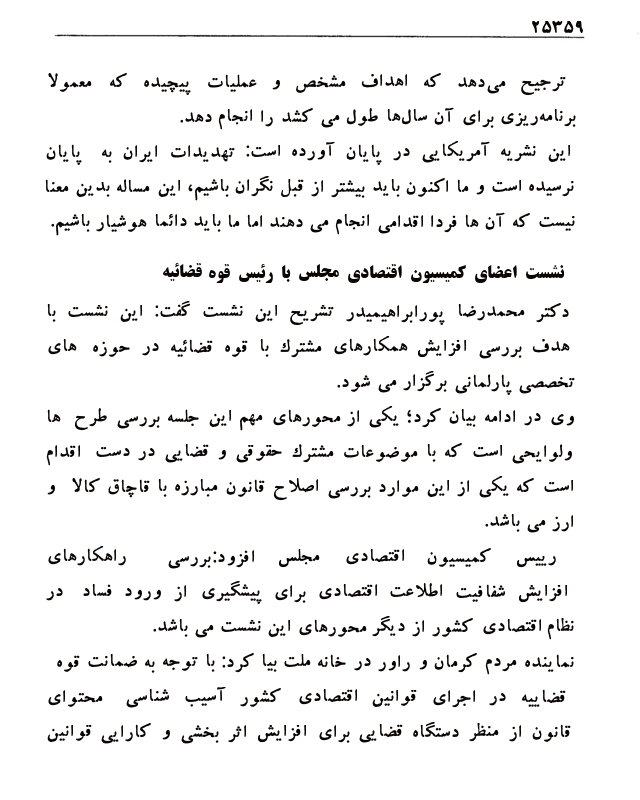 ۲۵۳۵۹
ترجیح می‌دهد که اهداف مشخص و عملیات پیچیده که معمولا
برنامه‌ریزی برای آن سال‌ها طول می کشد را انجام دهد.
این نشریه آمریکایی در پایان آورده است: تهدیدات ایران به پایان
نرسیده است و ما اکنون باید بیشتر از قبل نگران باشیم، این مساله بدین معنا
نیست که آن ها فردا اقدامی انجام می دهند اما ما باید دائما هوشیار باشیم.
نشست اعضای کمیسیون اقتصادی مجلس با رئیس قوه قضائیه
دکتر محمدرضا پورابراهیمیدر تشریح این نشست گفت: این نشست با
هدف بررسی افزایش همکارهای مشترك با قوه قضائیه در حوزه های
تخصصی پارلمانی برگزار می شود.
وی در ادامه بیان کرد؛ یکی از محورهای مهم این جلسه بررسی طرح ها
ولوایحی است که با موضوعات مشترك حقوقی و قضایی در دست اقدام
است که یکی از این موارد بررسی اصلاح قانون مبارزه با قاچاق کالا و
ارز می باشد.
رییس کمیسیون اقتصادی مجلس افزود:بررسی راهکارهای
افزایش شفافیت اطلاعت اقتصادی برای پیشگیری از ورود فساد در
نظام اقتصادی کشور از دیگر محورهای این نشست می باشد.
نماینده مردم کرمان و راور در خانه ملت بیا کرد: با توجه به ضمانت قوه
قضاییه در اجرای قوانین اقتصادی کشور آسیب شناسی محتوای
قانون از منظر دستگاه قضایی برای افزایش اثر بخشی و کارایی قوانین